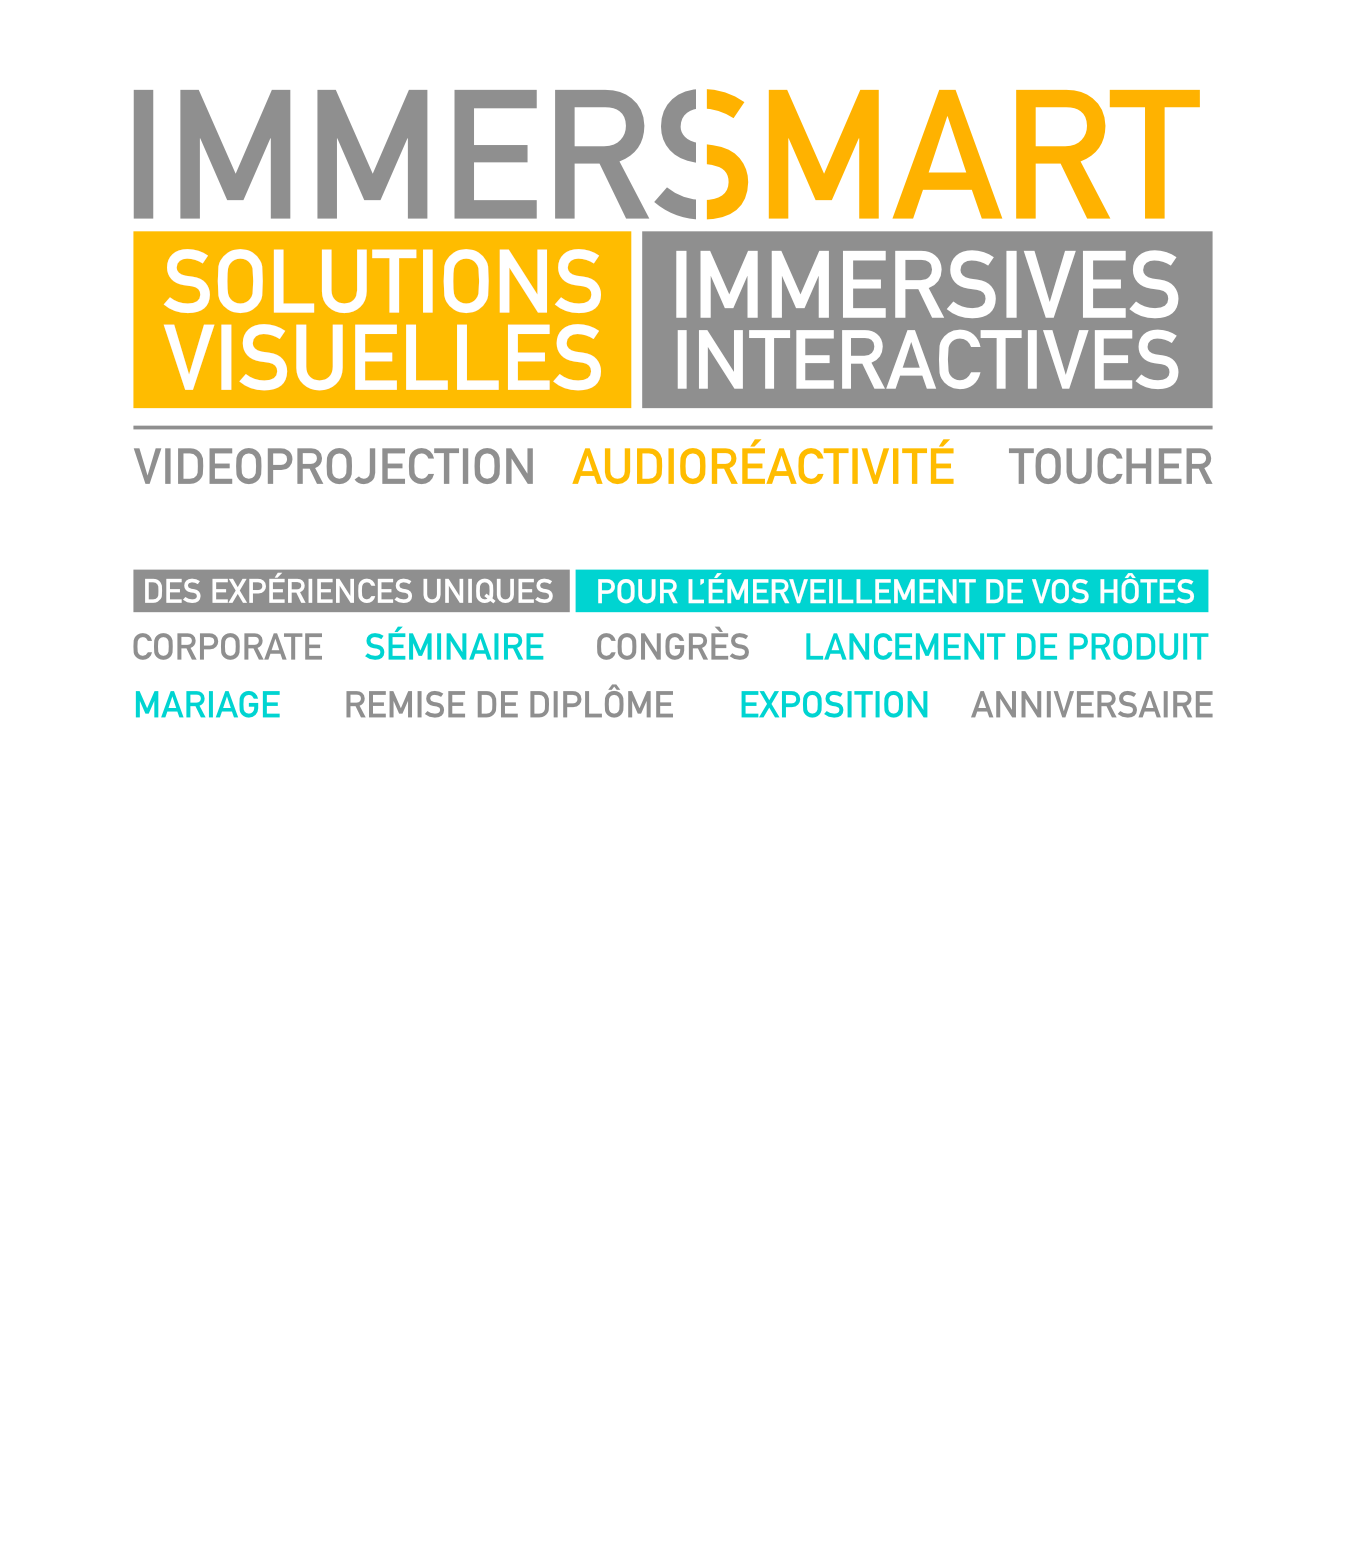 IMMERSMART
SOLUTIONS IMMERSIVES
VISUELLES INTERACTIVES
VIDEOPROJECTION AUDIORÉACTIVITÉ TOUCHER
DES EXPÉRIENCES UNIQUES POUR L’ÉMERVEILLEMENT DE VOS HÔTES
CORPORATE SÉMINAIRE CONGRÈS LANCEMENT DE PRODUIT
MARIAGE REMISE DE DIPLÔME EXPOSITION ANNIVERSAIRE